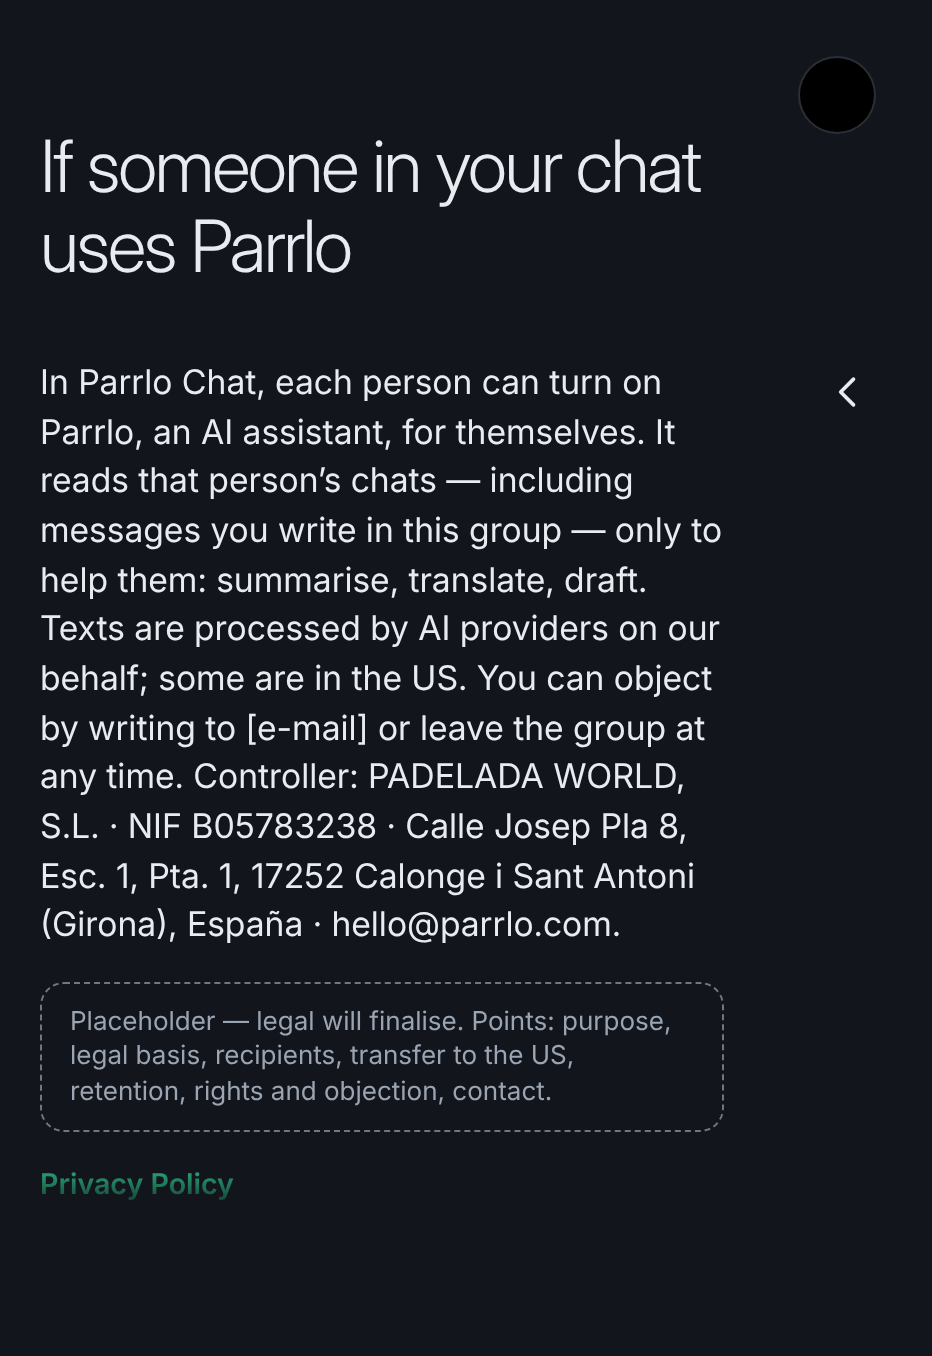 If someone in your chat
uses Parrlo
In Parrlo Chat, each person can turn on
Parrlo, an AI assistant, for themselves. It
reads that person’s chats — including
messages you write in this group — only to
help them: summarise, translate, draft.
Texts are processed by AI providers on our
behalf; some are in the US. You can object
by writing to [e-mail] or leave the group at
any time. Controller: PADELADA WORLD,
S.L. · NIF B05783238 · Calle Josep Pla 8,
Esc. 1, Pta. 1, 17252 Calonge i Sant Antoni
(Girona), España · hello@parrlo.com.
Placeholder — legal will finalise. Points: purpose,
legal basis, recipients, transfer to the US,
retention, rights and objection, contact.
Privacy Policy